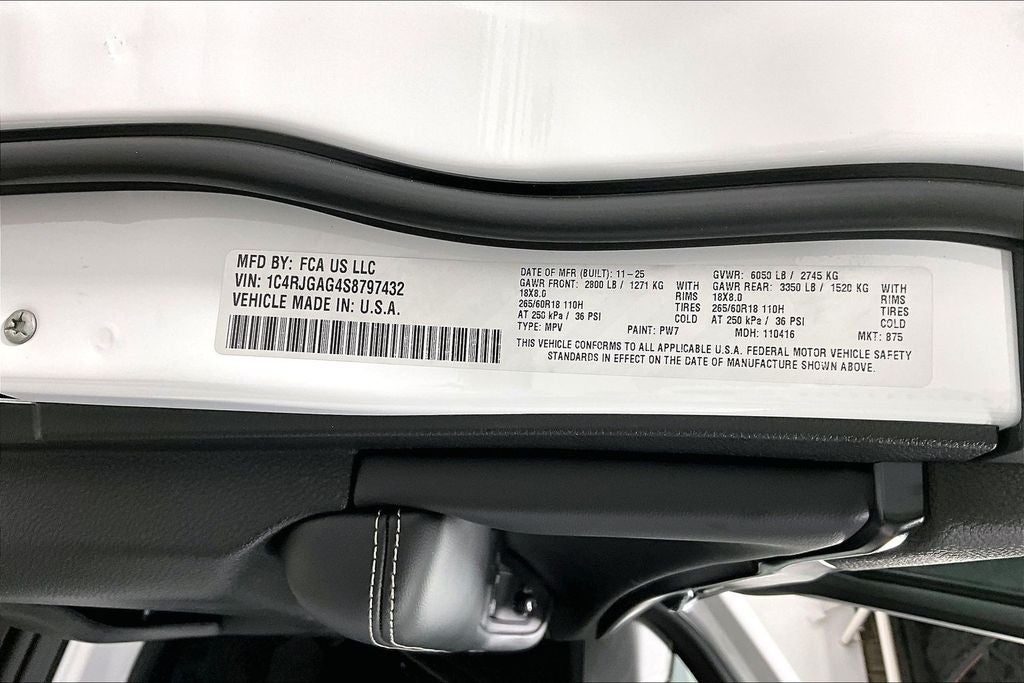 MFD BY: FCA US LLC
VIN: 1C4RJGAG4S8797432
VEHICLE MADE IN: U.S.A.
DATE OF MFR (BUILT): 11-25
GAWR FRONT: 2800 LB / 1271 KG WITH
18X8.0 RIMS
265/60R18 110H TIRES
AT 250 kPa / 36 PSI COLD
TYPE: MPV PAINT: PW7
GVWR: 6050 LB / 2745 KG
GAWR REAR: 3350 LB / 1520 KG WITH
18X8.0 RIMS
265/60R18 110H TIRES
AT 250 kPa / 36 PSI COLD
MDH: 110416 MKT: 875
THIS VEHICLE CONFORMS TO ALL APPLICABLE U.S.A. FEDERAL MOTOR VEHICLE SAFETY
STANDARDS IN EFFECT ON THE DATE OF MANUFACTURE SHOWN ABOVE.